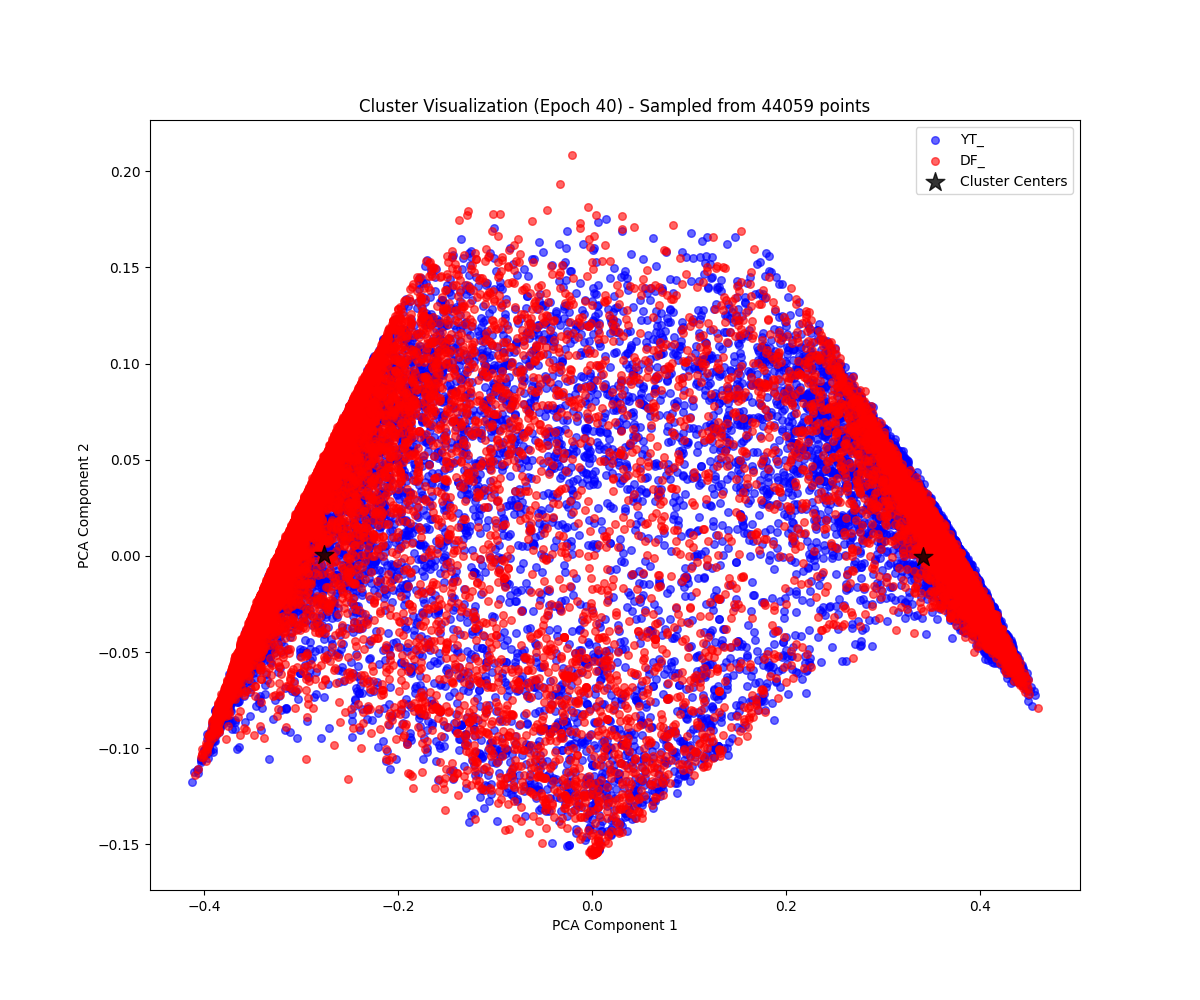 Cluster Visualization (Epoch 40) - Sampled from 44059 points
YT_
DF_
Cluster Centers
PCA Component 2
0.20
0.15
0.10
0.05
0.00
−0.05
−0.10
−0.15
−0.4
−0.2
0.0
0.2
0.4
PCA Component 1